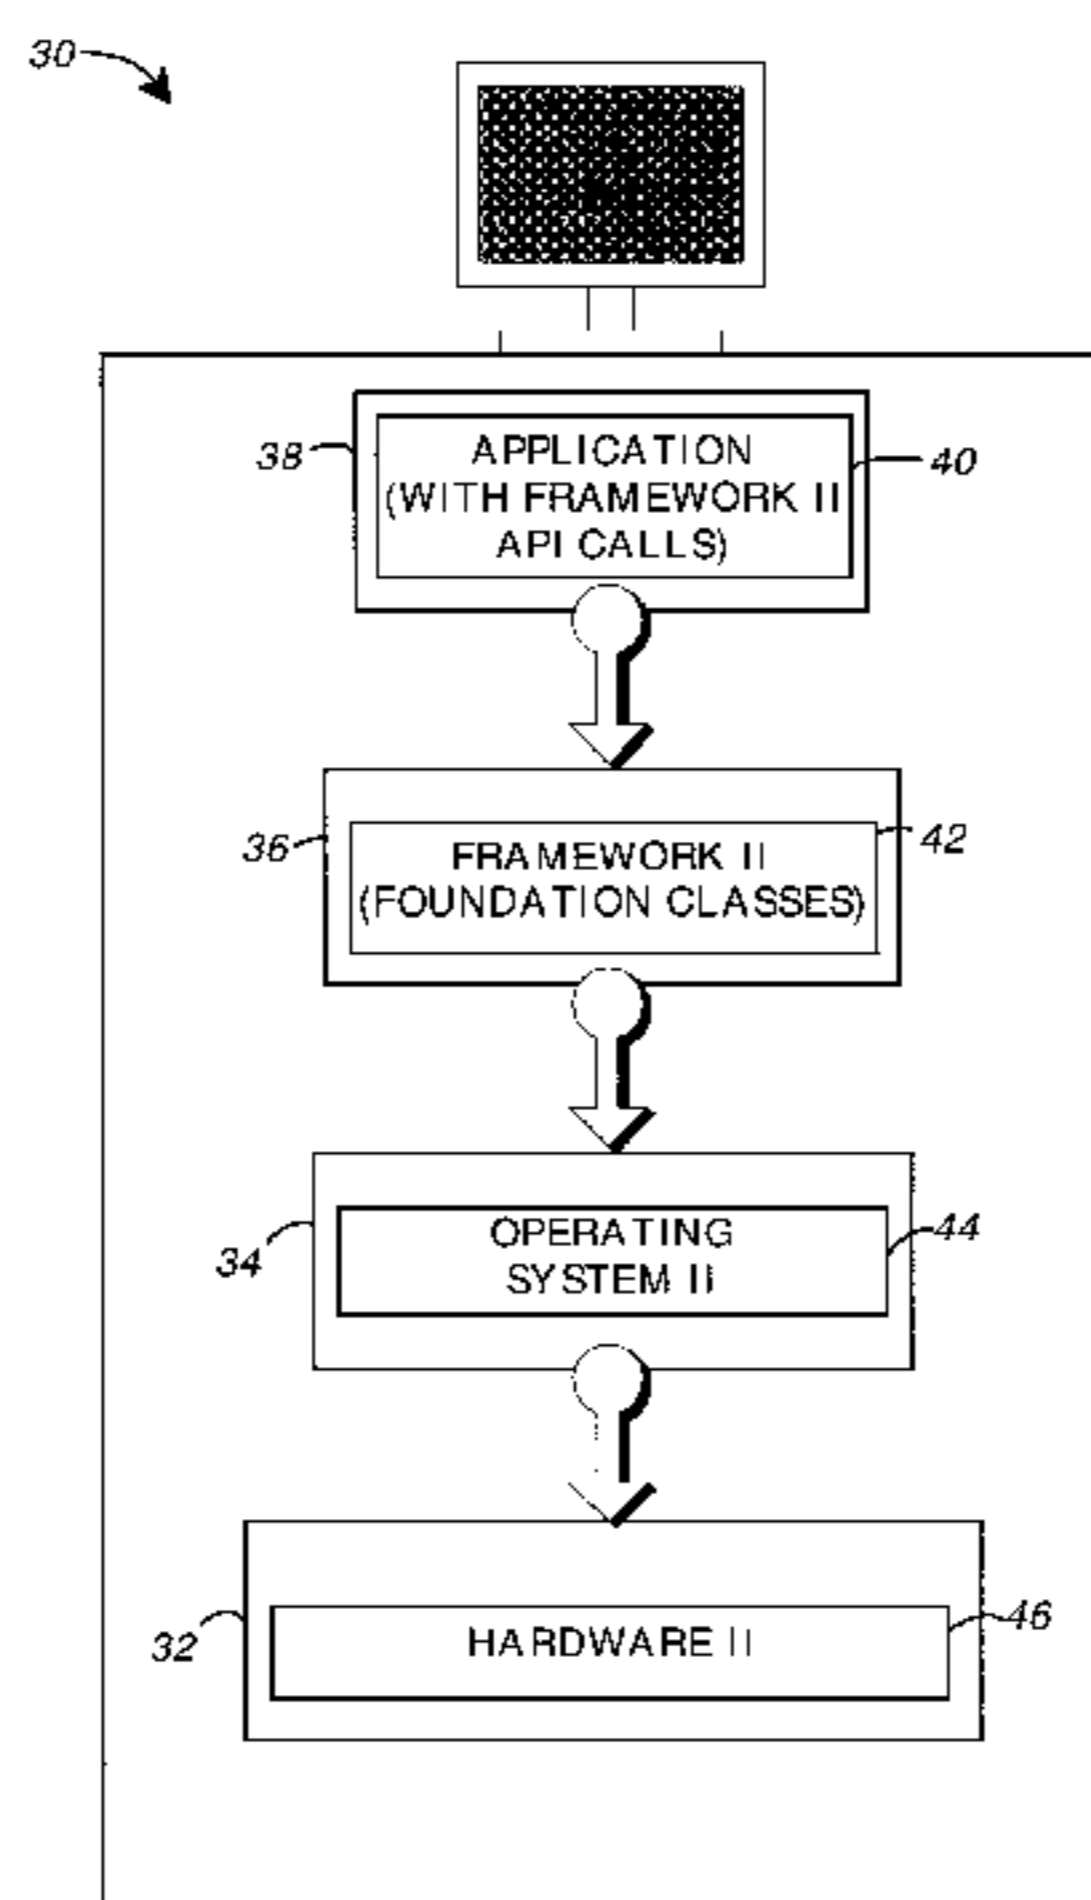 30
38
APPLICATION
(WITH FRAMEWORK II
API CALLS)
40
36
FRAMEWORK II
(FOUNDATION CLASSES)
42
34
OPERATING
SYSTEM II
44
32
HARDWARE II
46